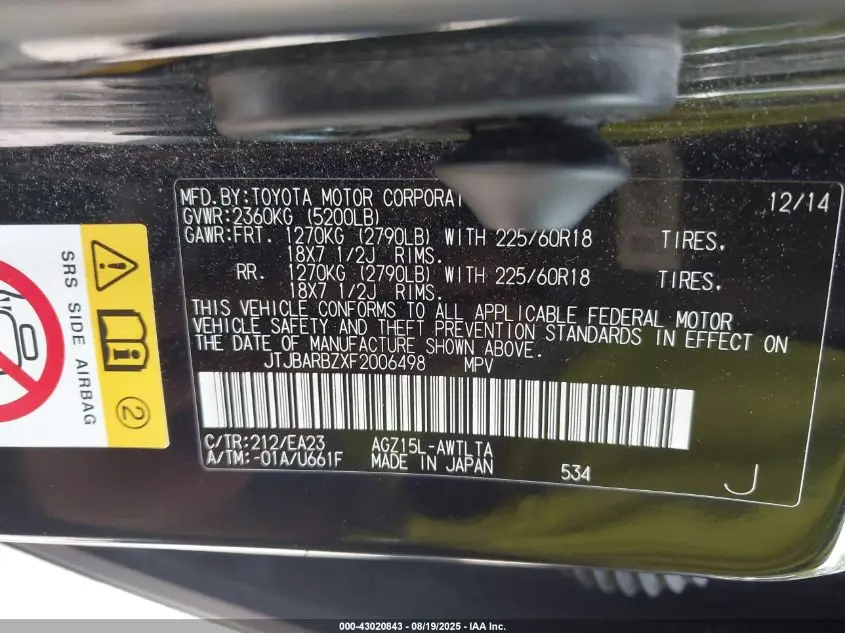 MFD.BY:TOYOTA MOTOR 12/14
GVWR:2360KG (5200LB)
GAWR:FRT. 1270KG (2790LB) WITH 225/60R18 TIRES.
18X7 1/2J RIMS.
RR. 1270KG (2790LB) WITH 225/60R18 TIRES.
18X7 1/2J RIMS.
THIS VEHICLE CONFORMS TO ALL APPLICABLE FEDERAL MOTOR
VEHICLE SAFETY AND THEFT PREVENTION STANDARDS IN EFFECT ON
THE DATE OF MANUFACTURE SHOWN ABOVE.
JTJBARBZXF2006498 MPV
C/TR:212/EA23 AGZ15L-AWTLTA
A/TM:-01A/U661F MADE IN JAPAN 534 J
SRS SIDE AIRBAG
2
000-43020843 - 08/19/2025 - IAA Inc.